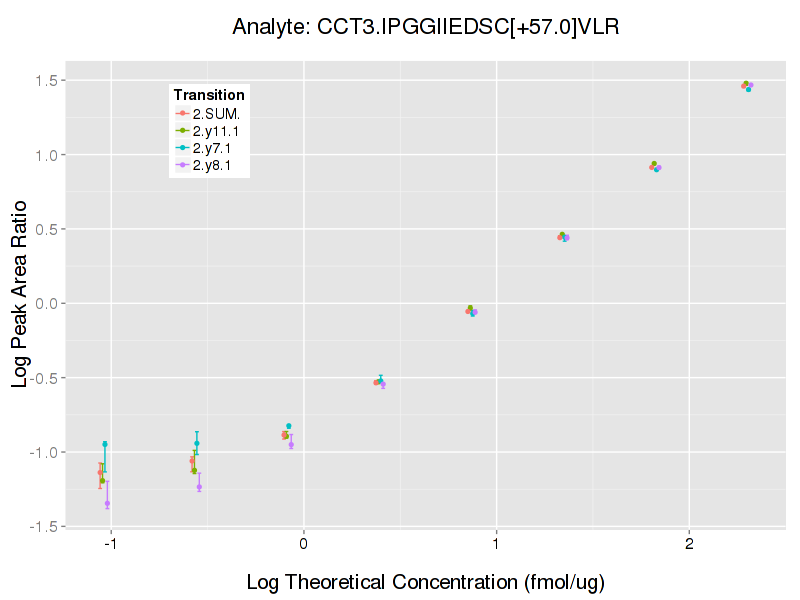 Analyte: CCT3.IPGGIIEDSC[+57.0]VLR
Transition
2.SUM.
2.y11.1
2.y7.1
2.y8.1
Log Peak Area Ratio
1.5
1.0
0.5
0.0
-0.5
-1.0
-1.5
-1 0 1 2
Log Theoretical Concentration (fmol/ug)